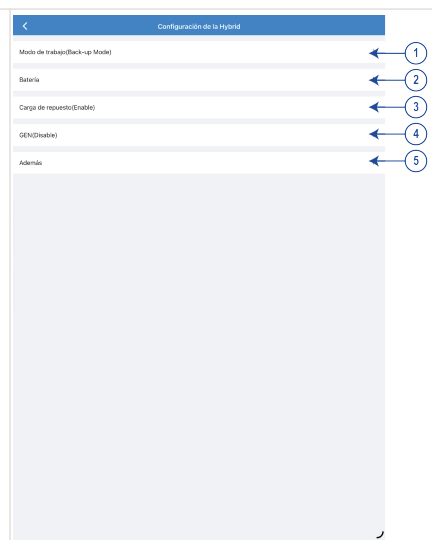 Configuración de la Hybrid
Modo de trabajo(Back-up Mode)
1
Batería
2
Carga de repuesto(Enable)
3
GEN(Disable)
4
Además
5